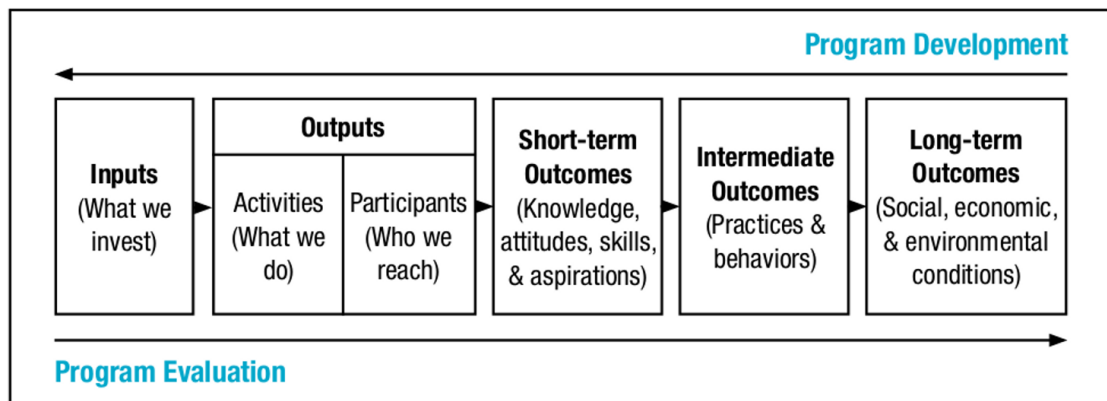 Program Development
Inputs
(What we
invest)
Outputs
Activities
(What we
do)
Participants
(Who we
reach)
Short-term
Outcomes
(Knowledge,
attitudes, skills,
& aspirations)
Intermediate
Outcomes
(Practices &
behaviors)
Long-term
Outcomes
(Social, economic,
& environmental
conditions)
Program Evaluation